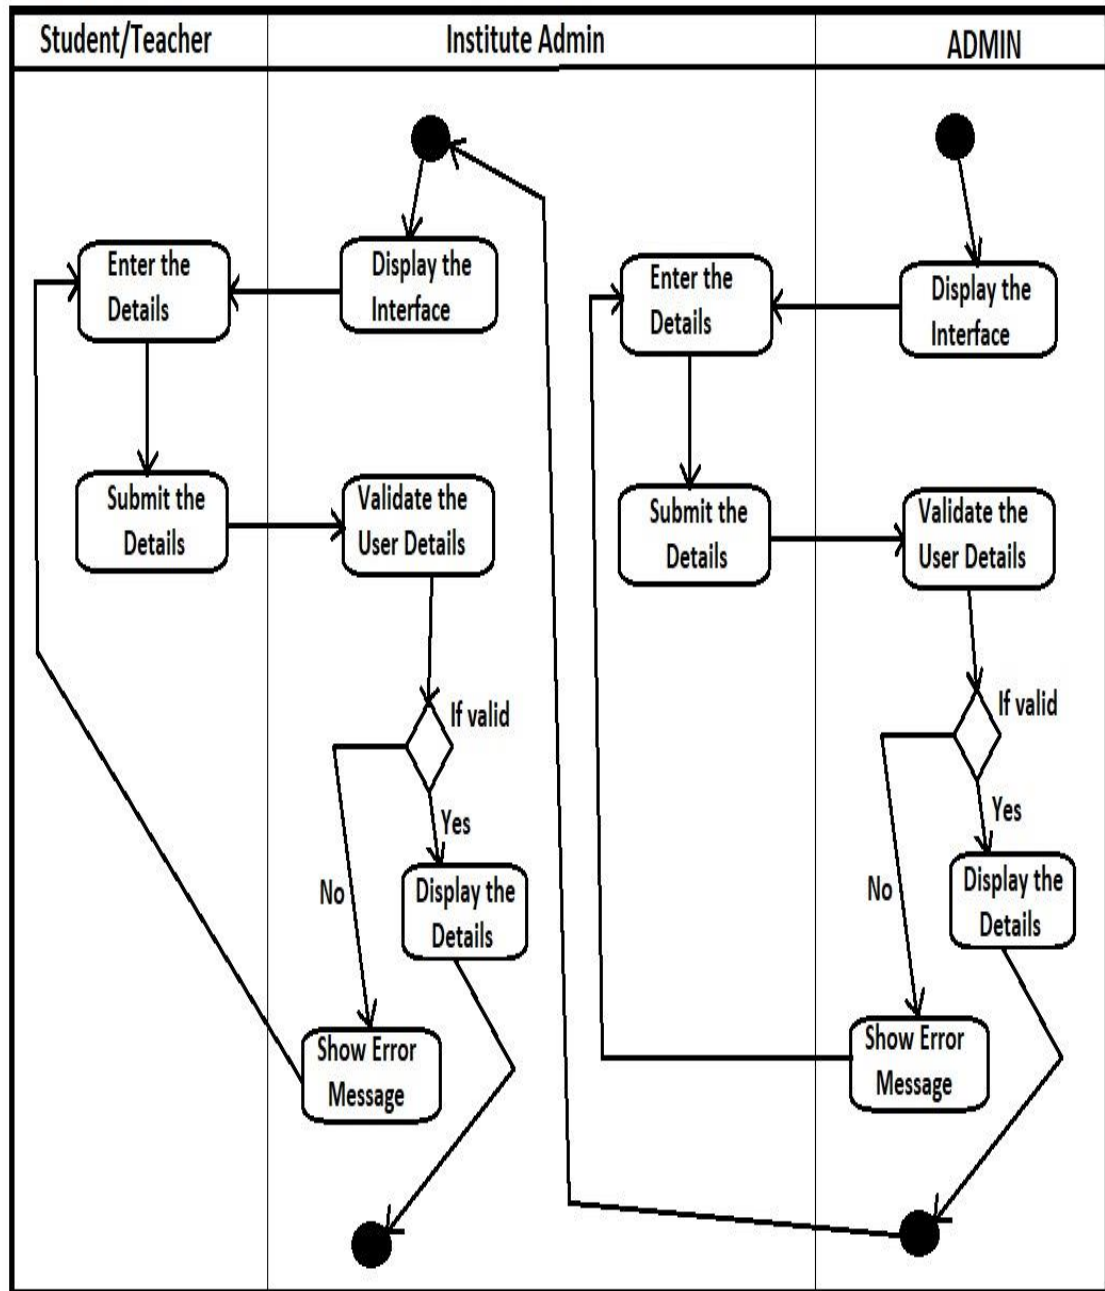 Student/Teacher
Institute Admin
ADMIN
Enter the
Details
Display the
Interface
Enter the
Details
Display the
Interface
Submit the
Details
Validate the
User Details
Submit the
Details
Validate the
User Details
If valid
If valid
Yes
Yes
No
Display the
Details
No
Display the
Details
Show Error
Message
Show Error
Message